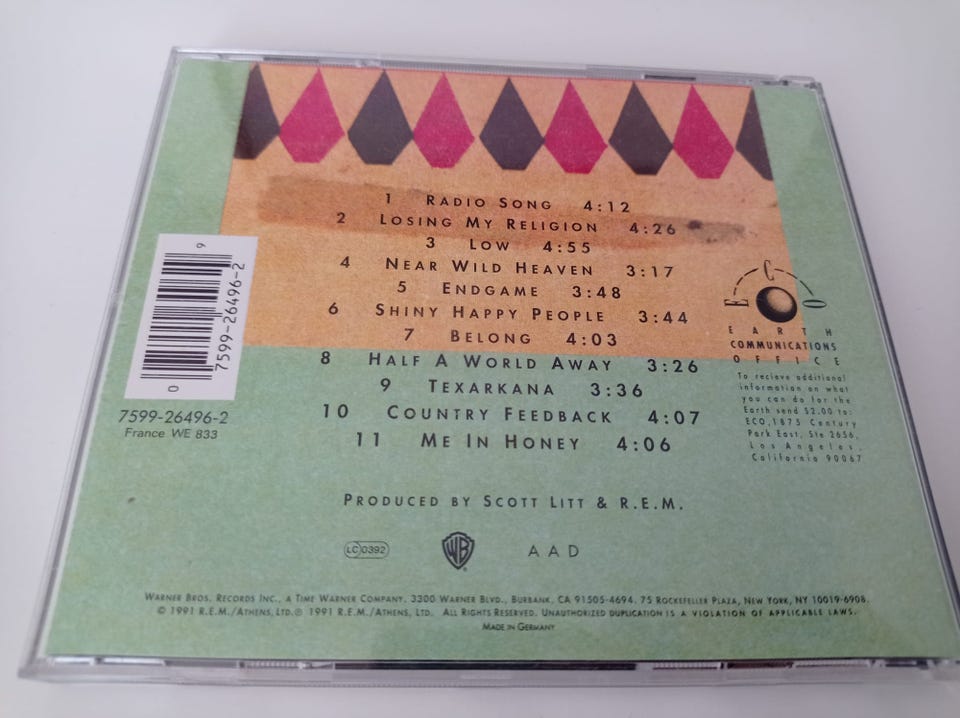 1 RADIO SONG 4:12
2 LOSING MY RELIGION 4:26
3 LOW 4:55
4 NEAR WILD HEAVEN 3:17
5 ENDGAME 3:48
6 SHINY HAPPY PEOPLE 3:44
7 BELONG 4:03
8 HALF A WORLD AWAY 3:26
9 TEXARKANA 3:36
10 COUNTRY FEEDBACK 4:07
11 ME IN HONEY 4:06
PRODUCED BY SCOTT LITT & R.E.M.
9
7599-26496-2
0
7599-26496-2
France WE 833
ECO
EARTH
COMMUNICATIONS
OFFICE
To recieve additional
information on what
you can do for the
Earth send $2.00 to:
ECO,1875 Century
Park East, Ste 2656,
Los Angeles,
California 90067
LC 0392
WB
AAD
WARNER BROS. RECORDS INC., A TIME WARNER COMPANY. 3300 WARNER BLVD., BURBANK, CA 91505-4694. 75 ROCKEFELLER PLAZA, NEW YORK, NY 10019-6908.
© 1991 R.E.M./ATHENS, LTD. ℗ 1991 R.E.M./ATHENS, LTD. ALL RIGHTS RESERVED. UNAUTHORIZED DUPLICATION IS A VIOLATION OF APPLICABLE LAWS.
MADE IN GERMANY